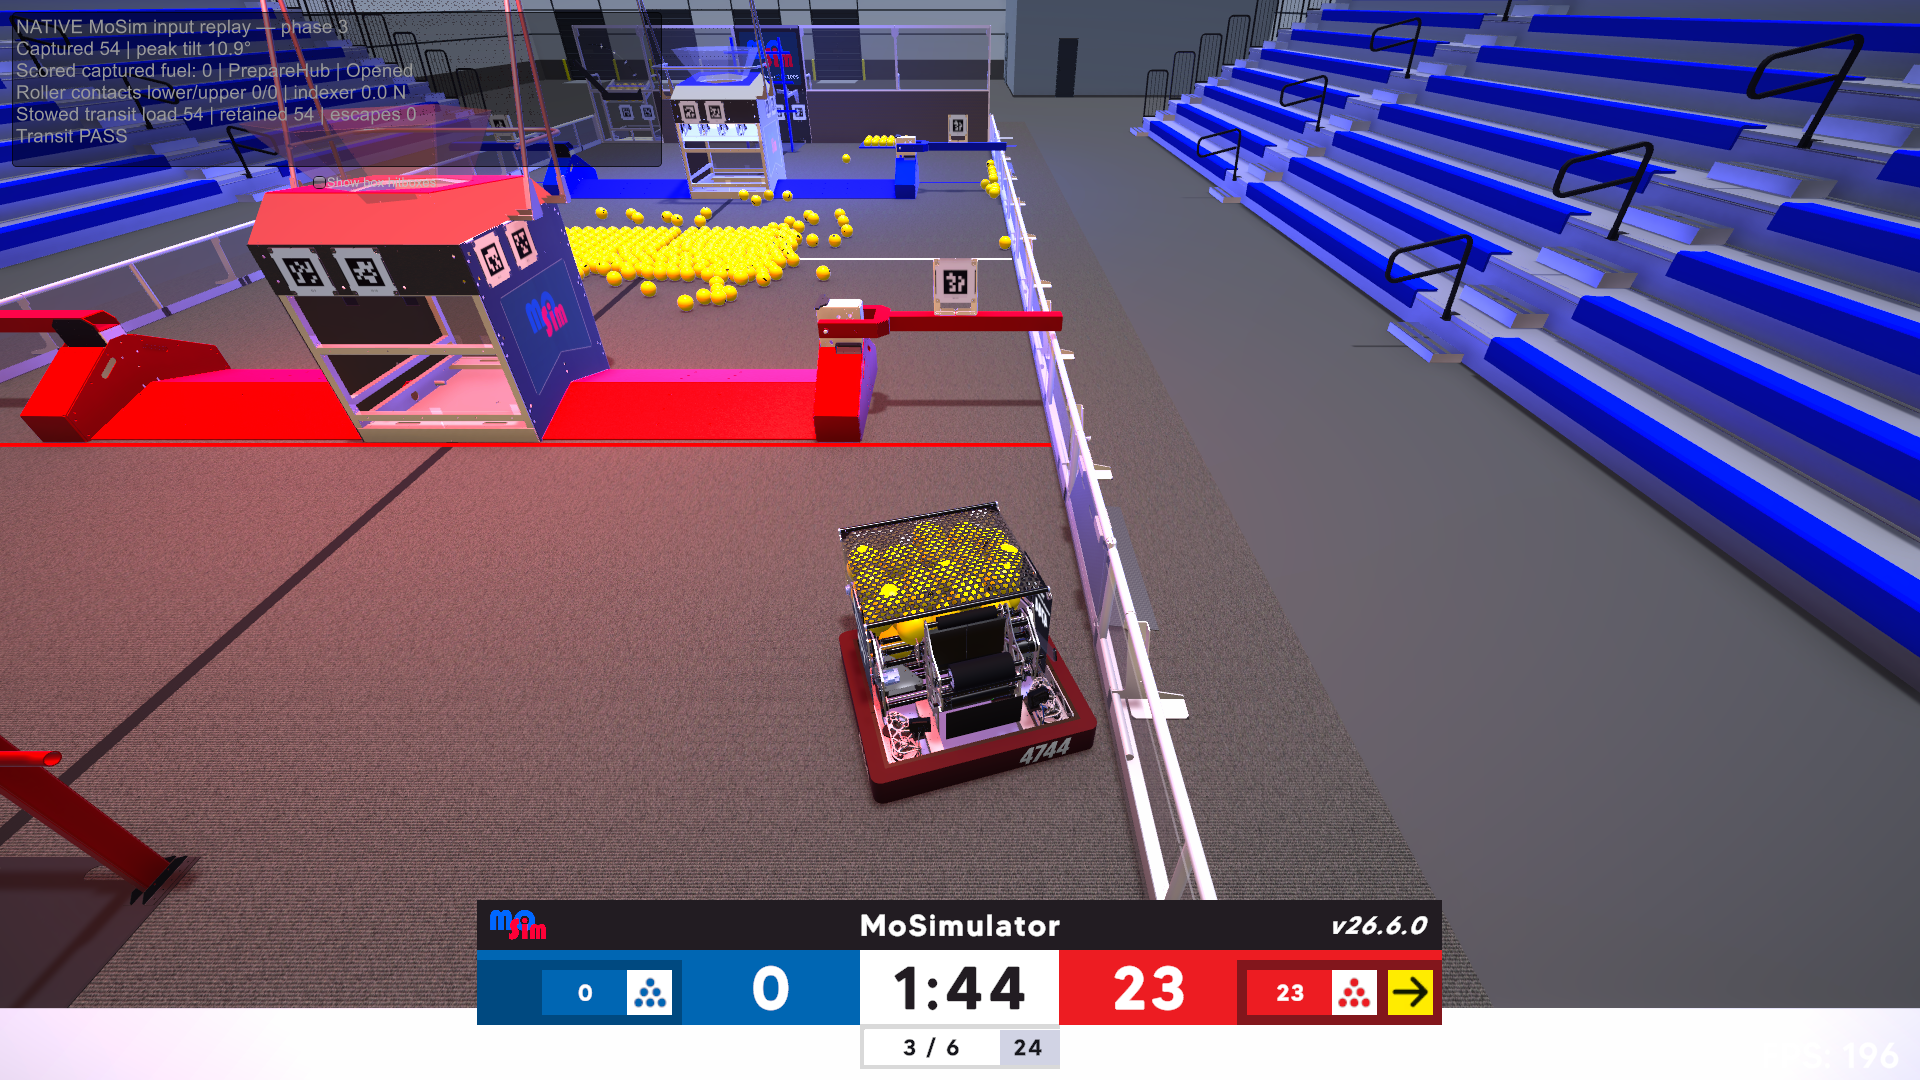 NATIVE MoSim input replay — phase 3
Captured 54 | peak tilt 10.9°
Scored captured fuel: 0 | PrepareHub | Opened
Roller contacts lower/upper 0/0 | indexer 0.0 N
Stowed transit load 54 | retained 54 | escapes 0
Transit PASS
MoSim
4744
MoSim
MoSimulator
v26.6.0
0
0
1:44
23
23
3 / 6
24
196